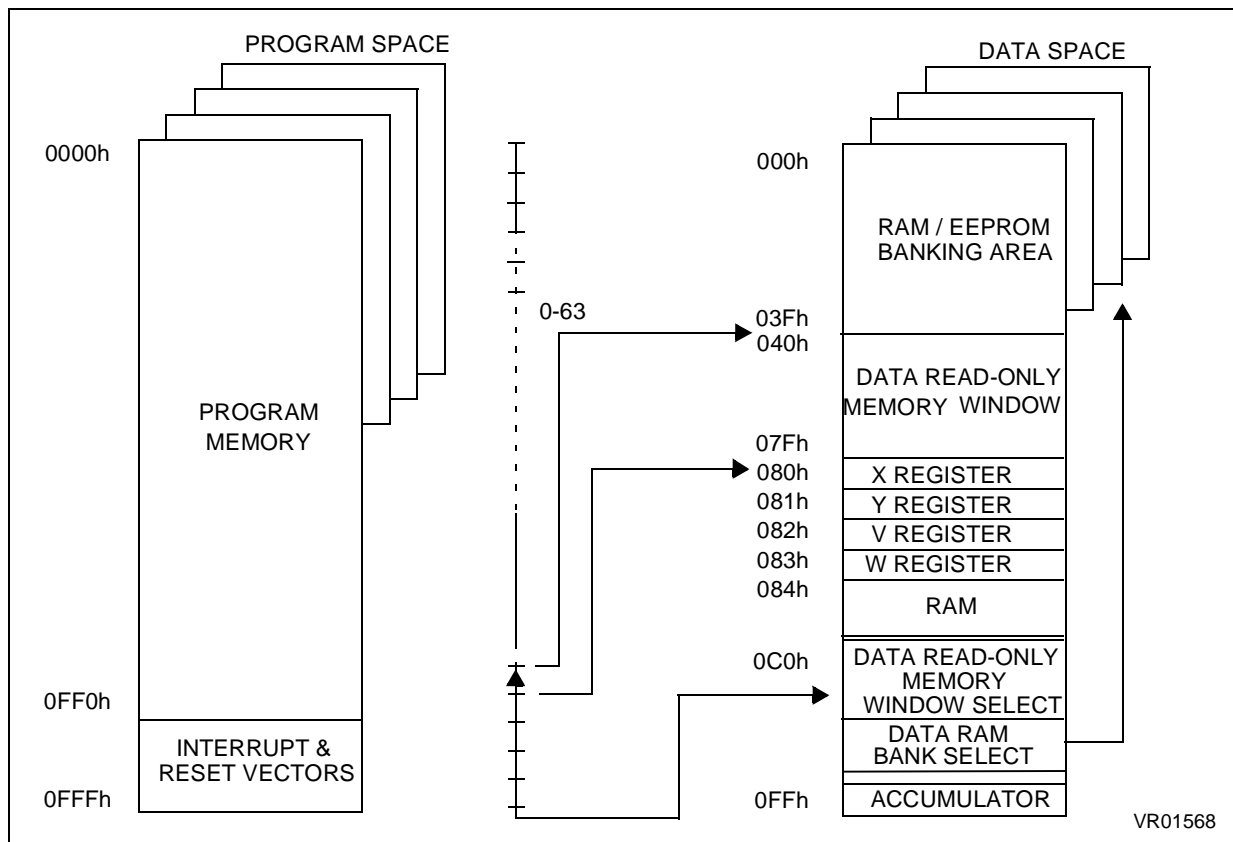 PROGRAM SPACE
0000h
PROGRAM
MEMORY
0FF0h
INTERRUPT &
RESET VECTORS
0FFFh
0-63
DATA SPACE
000h
RAM / EEPROM
BANKING AREA
03Fh
040h
DATA READ-ONLY
MEMORY WINDOW
07Fh
080h
X REGISTER
081h
Y REGISTER
082h
V REGISTER
083h
W REGISTER
084h
RAM
0C0h
DATA READ-ONLY
MEMORY
WINDOW SELECT
DATA RAM
BANK SELECT
0FFh
ACCUMULATOR
VR01568